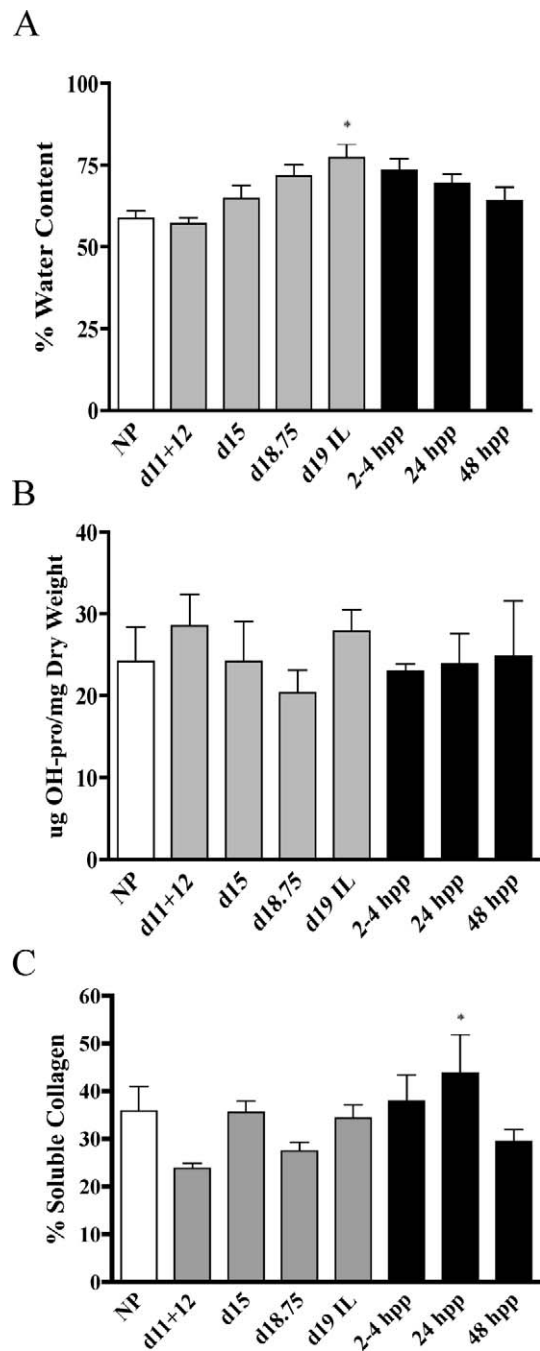 A
% Water Content
100
75
50
25
0
*
NP
d11+12
d15
d18.75
d19 IL
2-4 hpp
24 hpp
48 hpp
B
ug OH-pro/mg Dry Weight
40
30
20
10
0
NP
d11+12
d15
d18.75
d19 IL
2-4 hpp
24 hpp
48 hpp
C
% Soluble Collagen
60
50
40
30
20
10
0
*
NP
d11+12
d15
d18.75
d19 IL
2-4 hpp
24 hpp
48 hpp